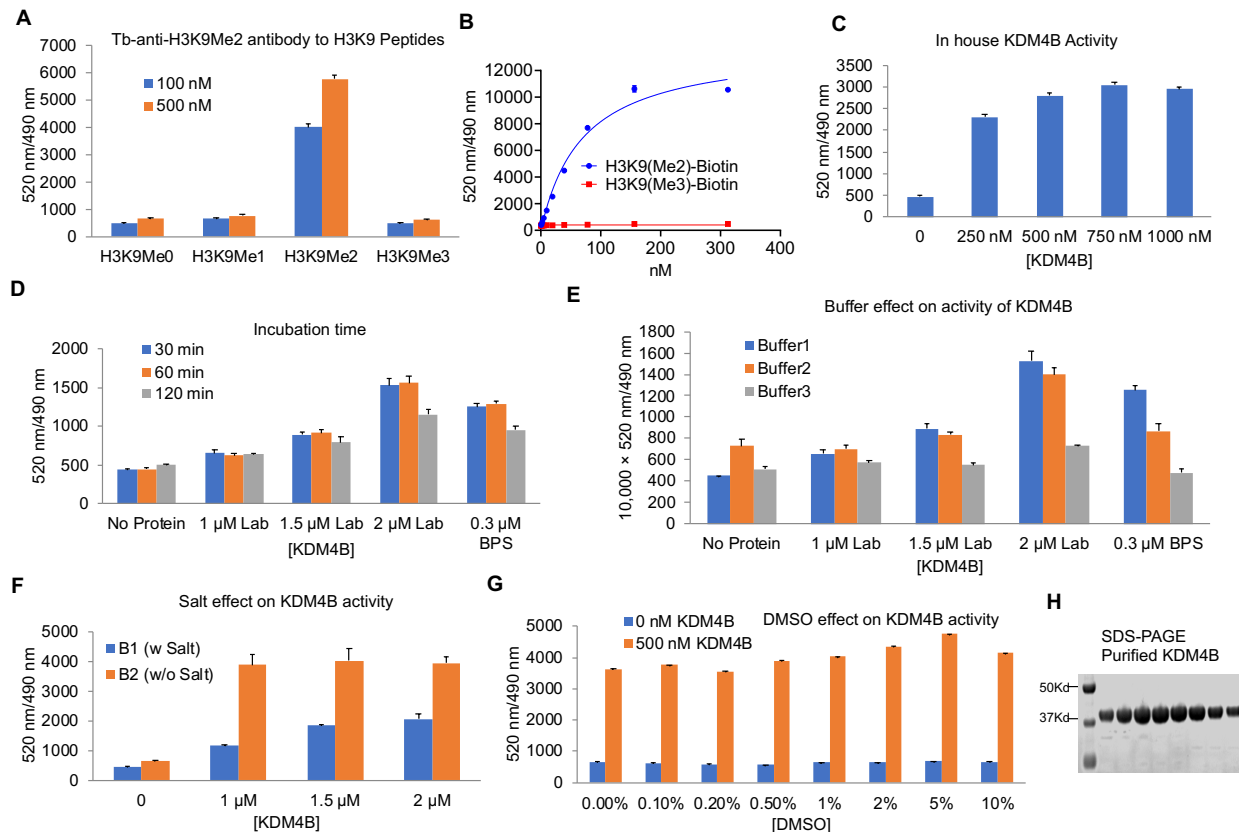 A
Tb-anti-H3K9Me2 antibody to H3K9 Peptides
520 nm/490 nm
7000
6000
5000
4000
3000
2000
1000
0
100 nM
500 nM
H3K9Me0 H3K9Me1 H3K9Me2 H3K9Me3
B
520 nm/490 nm
12000
10000
8000
6000
4000
2000
0
H3K9(Me2)-Biotin
H3K9(Me3)-Biotin
0 100 200 300 400
nM
C
In house KDM4B Activity
520 nm/490 nm
3500
3000
2500
2000
1500
1000
500
0
0 250 nM 500 nM 750 nM 1000 nM
[KDM4B]
D
Incubation time
520 nm/490 nm
2000
1500
1000
500
0
30 min
60 min
120 min
No Protein 1 µM Lab 1.5 µM Lab 2 µM Lab 0.3 µM
BPS
[KDM4B]
E
Buffer effect on activity of KDM4B
10,000 × 520 nm/490 nm
1800
1600
1400
1200
1000
800
600
400
200
0
Buffer1
Buffer2
Buffer3
No Protein 1 µM Lab 1.5 µM Lab 2 µM Lab 0.3 µM BPS
[KDM4B]
F
Salt effect on KDM4B activity
520 nm/490 nm
5000
4000
3000
2000
1000
0
B1 (w Salt)
B2 (w/o Salt)
0 1 µM 1.5 µM 2 µM
[KDM4B]
G
DMSO effect on KDM4B activity
520 nm/490 nm
5000
4000
3000
2000
1000
0
0 nM KDM4B
500 nM KDM4B
0.00% 0.10% 0.20% 0.50% 1% 2% 5% 10%
[DMSO]
H
SDS-PAGE
Purified KDM4B
50Kd
37Kd